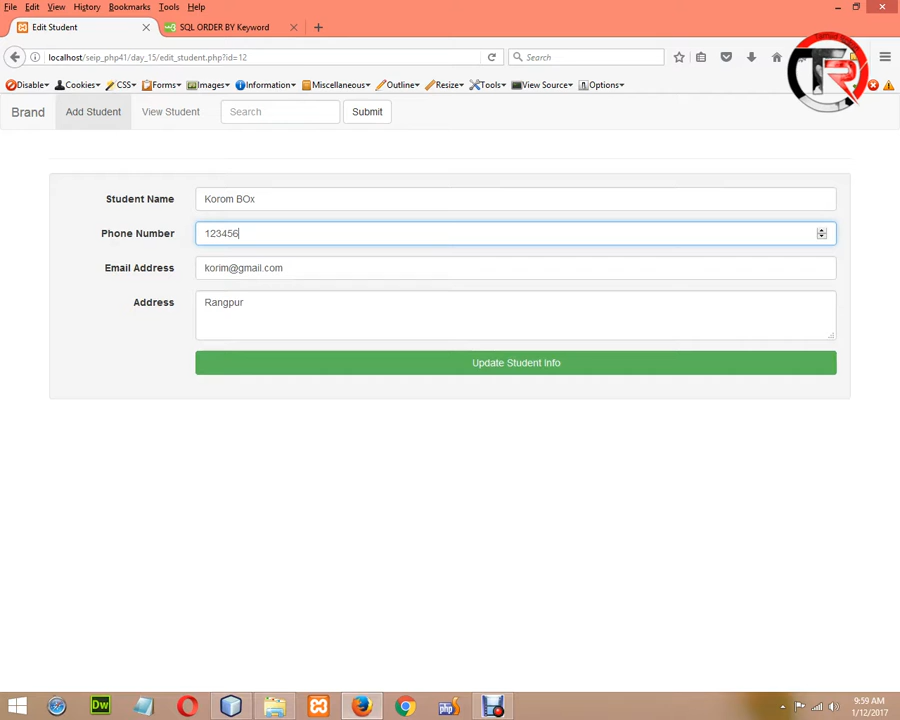 File Edit View History Bookmarks Tools Help
Edit Student
SQL ORDER BY Keyword
localhost/seip_php41/day_15/edit_student.php?id=12
Search
Disable Cookies CSS Forms Images Information Miscellaneous Outline Resize Tools View Source Options
Brand Add Student View Student Search Submit
Student Name Korom BOx
Phone Number 123456
Email Address korim@gmail.com
Address Rangpur
Update Student Info
Dw php
9:59 AM
1/12/2017